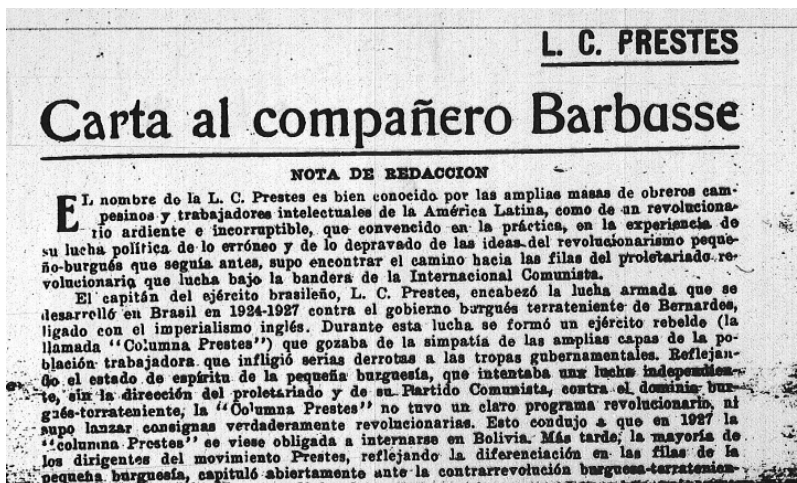 L. C. PRESTES
Carta al compañero Barbusse
NOTA DE REDACCION
EL nombre de la L. C. Prestes es bien conocido por las amplias masas de obreros cam-
pesinos y trabajadores intelectuales de la América Latina, como de un revoluciona-
rio ardiente e incorruptible, que convencido en la práctica, en la experiencia de
su lucha política de lo erróneo y de lo depravado de las ideas del revolucionarismo peque-
ño-burgués que seguía antes, supo encontrar el camino hacia las filas del proletariado re-
volucionario que lucha bajo la bandera de la Internacional Comunista.
El capitán del ejército brasileño, L. C. Prestes, encabezó la lucha armada que se
desarrolló en Brasil en 1924-1927 contra el gobierno burgués terrateniente de Bernardes,
ligado con el imperialismo inglés. Durante esta lucha se formó un ejército rebelde (la
llamada "Columna Prestes") que gozaba de la simpatía de las amplias capas de la po-
blación trabajadora que infligió serias derrotas a las tropas gubernamentales. Reflejan-
do el estado de espíritu de la pequeña burguesía, que intentaba una lucha independien-
te, sin la dirección del proletariado y de su Partido Comunista, contra el dominio bur-
gués-torrateniente, la "Columna Prestes" no tuvo un claro programa revolucionario, ni
supo lanzar consignas verdaderamente revolucionarias. Esto condujo a que en 1927 la
"columna Prestes" se viese obligada a internarse en Bolivia. Más tarde, la mayoría de
los dirigentes del movimiento Prestes, reflejando la diferenciación en las filas de la
pequeña burguesía, capituló abiertamente ante la contrarrevolución burguesa-terratenien-